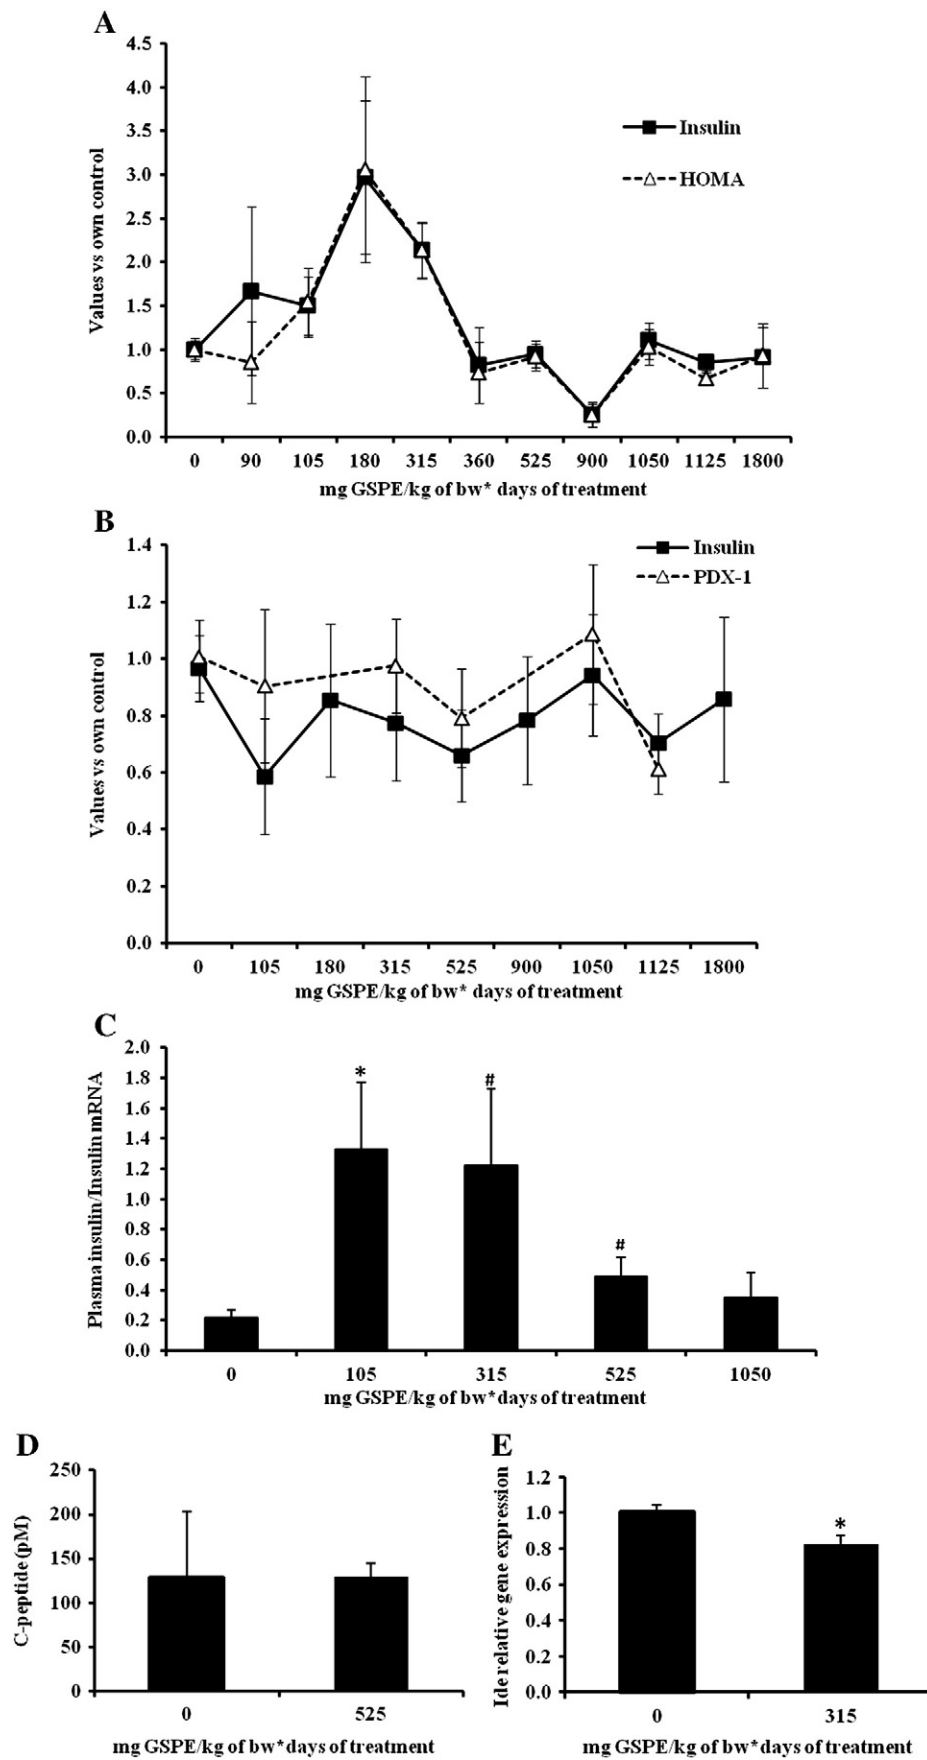 A
4.5
4.0
3.5
3.0
2.5
2.0
1.5
1.0
0.5
0.0
Values vs own control
Insulin
HOMA
0 90 105 180 315 360 525 900 1050 1125 1800
mg GSPE/kg of bw* days of treatment
B
1.4
1.2
1.0
0.8
0.6
0.4
0.2
0.0
Values vs own control
Insulin
PDX-1
0 105 180 315 525 900 1050 1125 1800
mg GSPE/kg of bw* days of treatment
C
2.0
1.8
1.6
1.4
1.2
1.0
0.8
0.6
0.4
0.2
0.0
Plasma insulin/Insulin mRNA
* # #
0 105 315 525 1050
mg GSPE/kg of bw*days of treatment
D
250
200
150
100
50
0
C-peptide (pM)
0 525
mg GSPE/kg of bw*days of treatment
E
1.2
1.0
0.8
0.6
0.4
0.2
0.0
Ide relative gene expression
*
0 315
mg GSPE/kg of bw*days of treatment